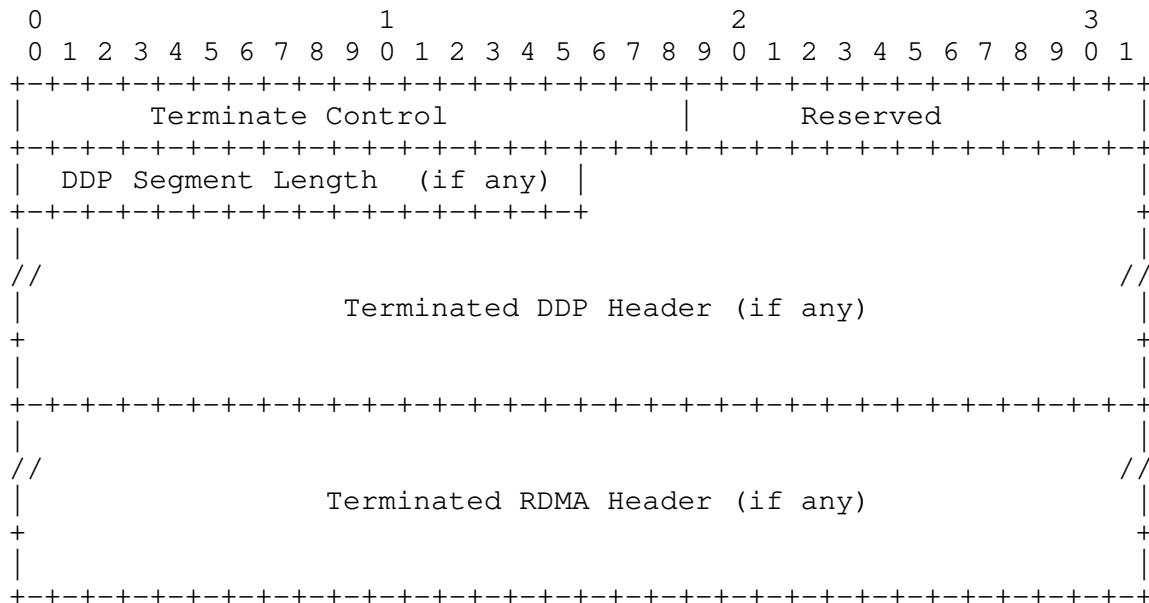 0                   1                   2                   3
 0 1 2 3 4 5 6 7 8 9 0 1 2 3 4 5 6 7 8 9 0 1 2 3 4 5 6 7 8 9 0 1
+-+-+-+-+-+-+-+-+-+-+-+-+-+-+-+-+-+-+-+-+-+-+-+-+-+-+-+-+-+-+-+-+
|       Terminate Control             |      Reserved           |
+-+-+-+-+-+-+-+-+-+-+-+-+-+-+-+-+-+-+-+-+-+-+-+-+-+-+-+-+-+-+-+-+
|  DDP Segment Length  (if any) |                               |
+-+-+-+-+-+-+-+-+-+-+-+-+-+-+-+-+                               +
|                                                               |
//                                                             //
|                  Terminated DDP Header (if any)               |
+                                                               +
|                                                               |
+-+-+-+-+-+-+-+-+-+-+-+-+-+-+-+-+-+-+-+-+-+-+-+-+-+-+-+-+-+-+-+-+
|                                                               |
//                                                             //
|                 Terminated RDMA Header (if any)               |
+                                                               +
|                                                               |
+-+-+-+-+-+-+-+-+-+-+-+-+-+-+-+-+-+-+-+-+-+-+-+-+-+-+-+-+-+-+-+-+